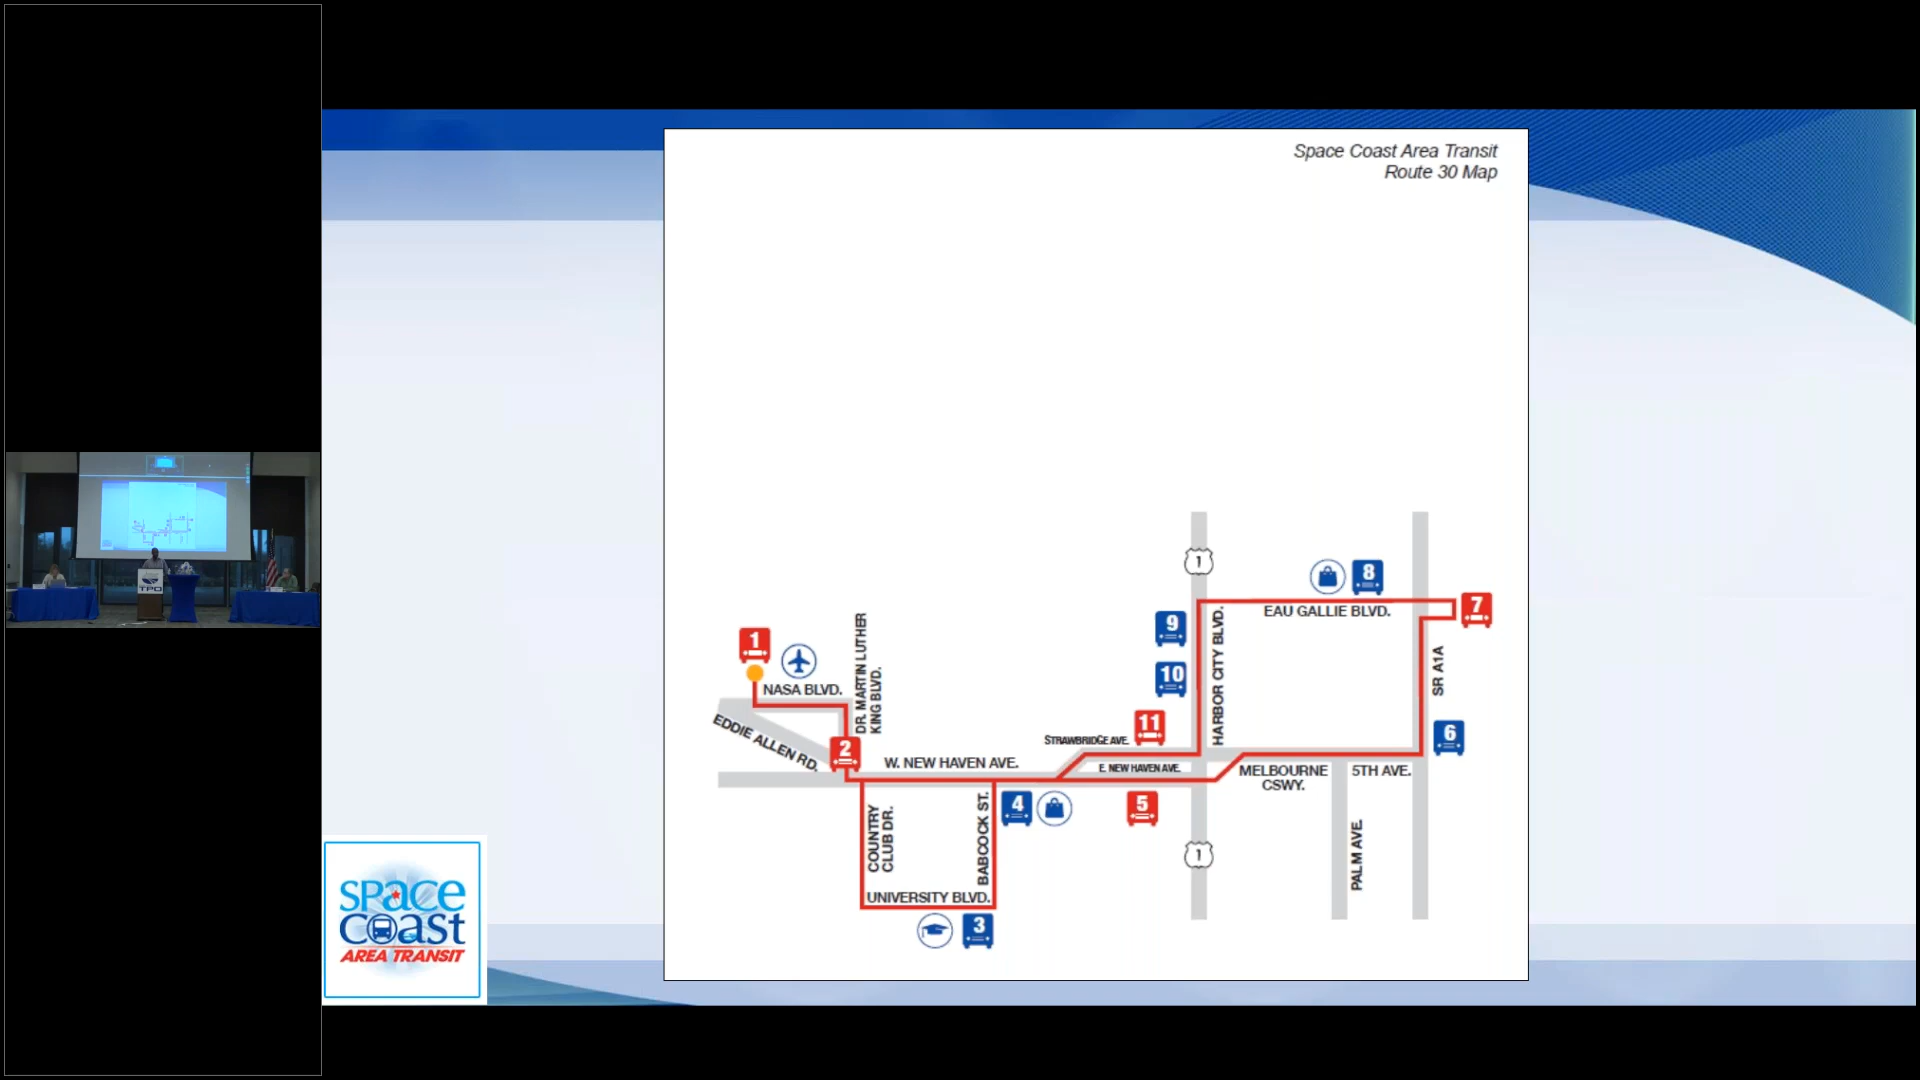 Space Coast Area Transit
Route 30 Map
1
8
7
EAU GALLIE BLVD.
9
1
DR. MARTIN LUTHER
KING BLVD.
HARBOR CITY BLVD.
SR A1A
10
NASA BLVD.
EDDIE ALLEN RD.
11
6
2
STRAWBRIDGE AVE.
W. NEW HAVEN AVE.
E. NEW HAVEN AVE.
MELBOURNE
CSWY.
5TH AVE.
4
5
COUNTRY
CLUB DR.
BABCOCK ST.
1
PALM AVE.
UNIVERSITY BLVD.
3
space
coast
AREA TRANSIT
TPO